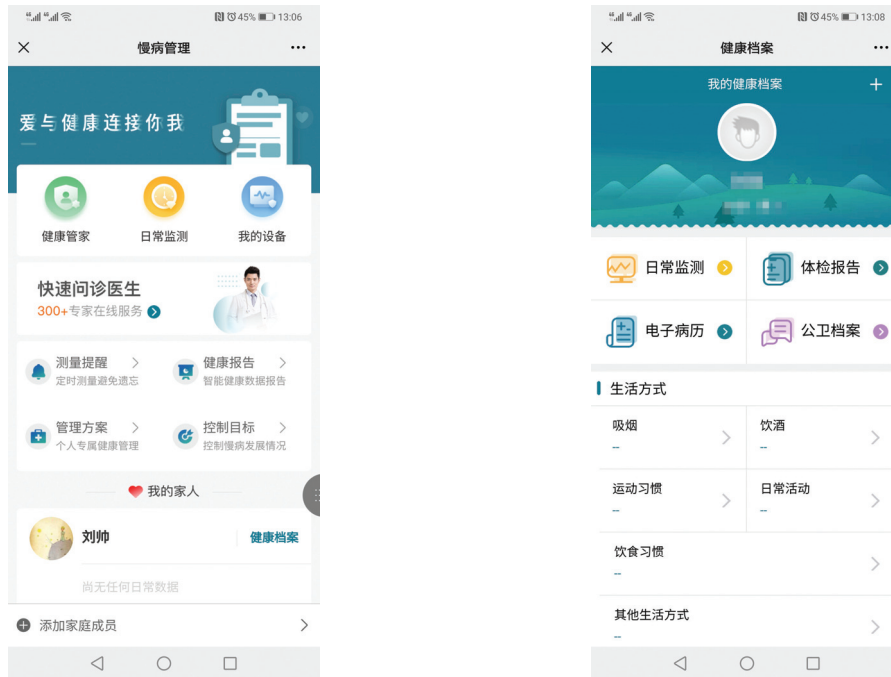 45% 13:06
慢病管理
爱与健康连接你我
健康管家 日常监测 我的设备
快速问诊医生
300+专家在线服务
测量提醒 健康报告
定时测量避免遗忘 智能健康数据报告
管理方案 控制目标
个人专属健康管理 控制慢病发展情况
我的家人
刘帅 健康档案
尚无任何日常数据
添加家庭成员
45% 13:08
健康档案
我的健康档案
日常监测 体检报告
电子病历 公卫档案
生活方式
吸烟 饮酒
-- --
运动习惯 日常活动
-- --
饮食习惯
--
其他生活方式
--